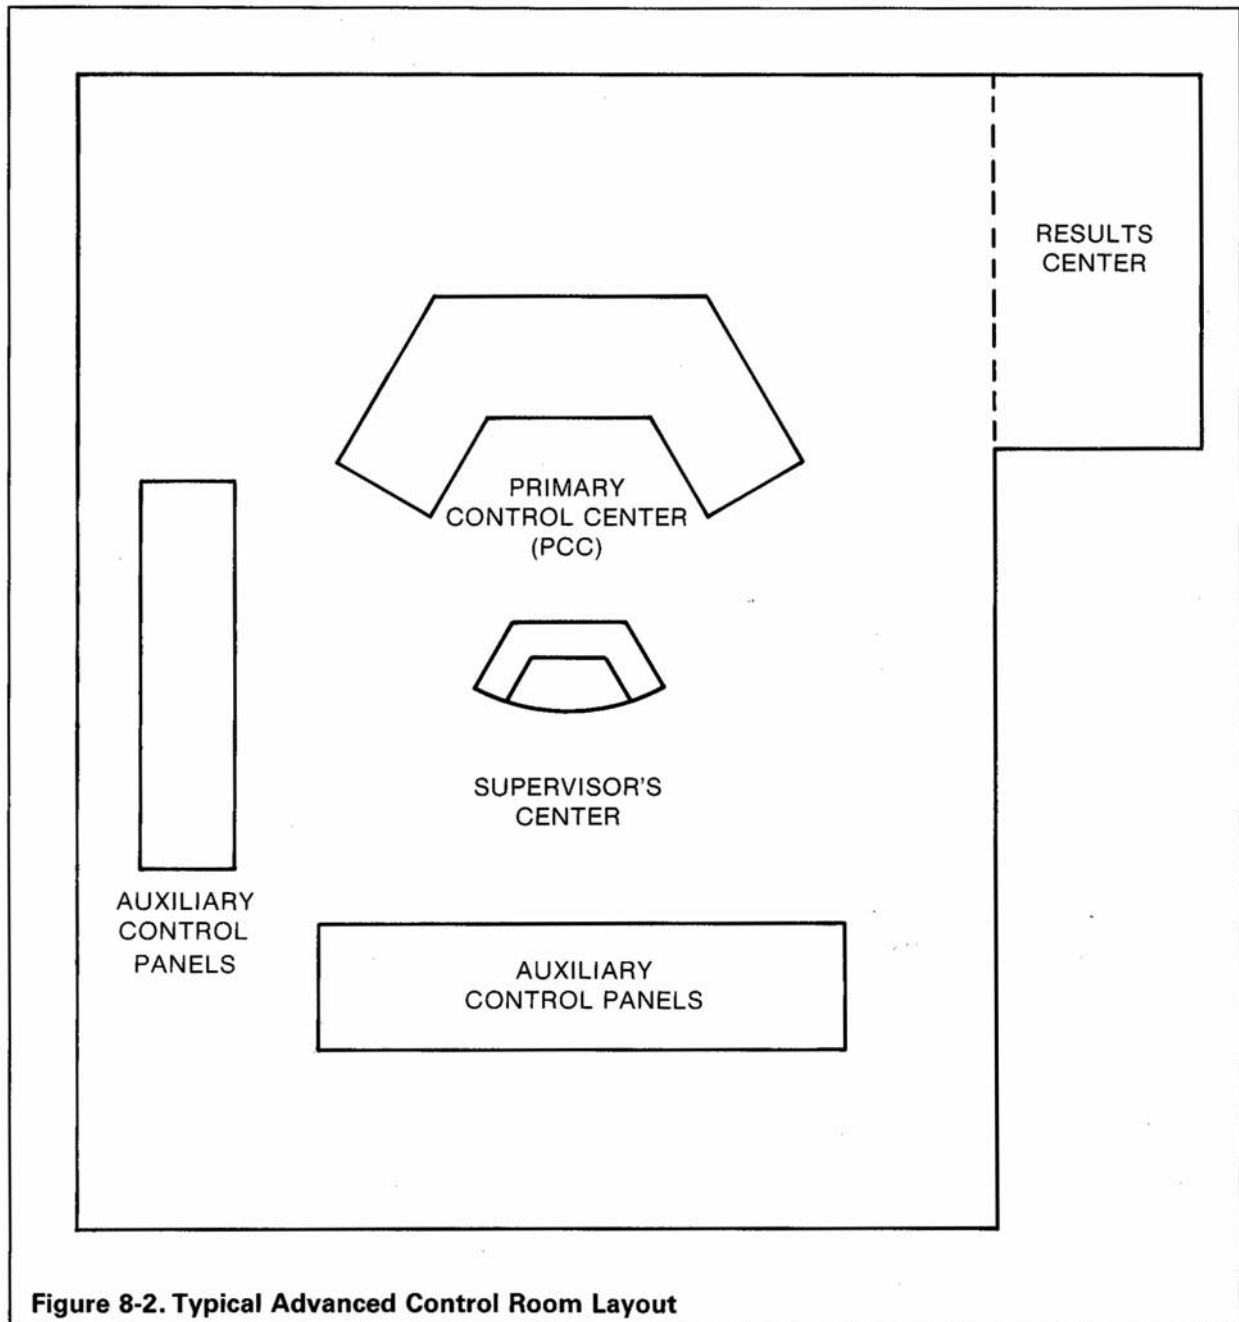 RESULTS
CENTER
PRIMARY
CONTROL CENTER
(PCC)
SUPERVISOR'S
CENTER
AUXILIARY
CONTROL
PANELS
AUXILIARY
CONTROL PANELS
Figure 8-2. Typical Advanced Control Room Layout